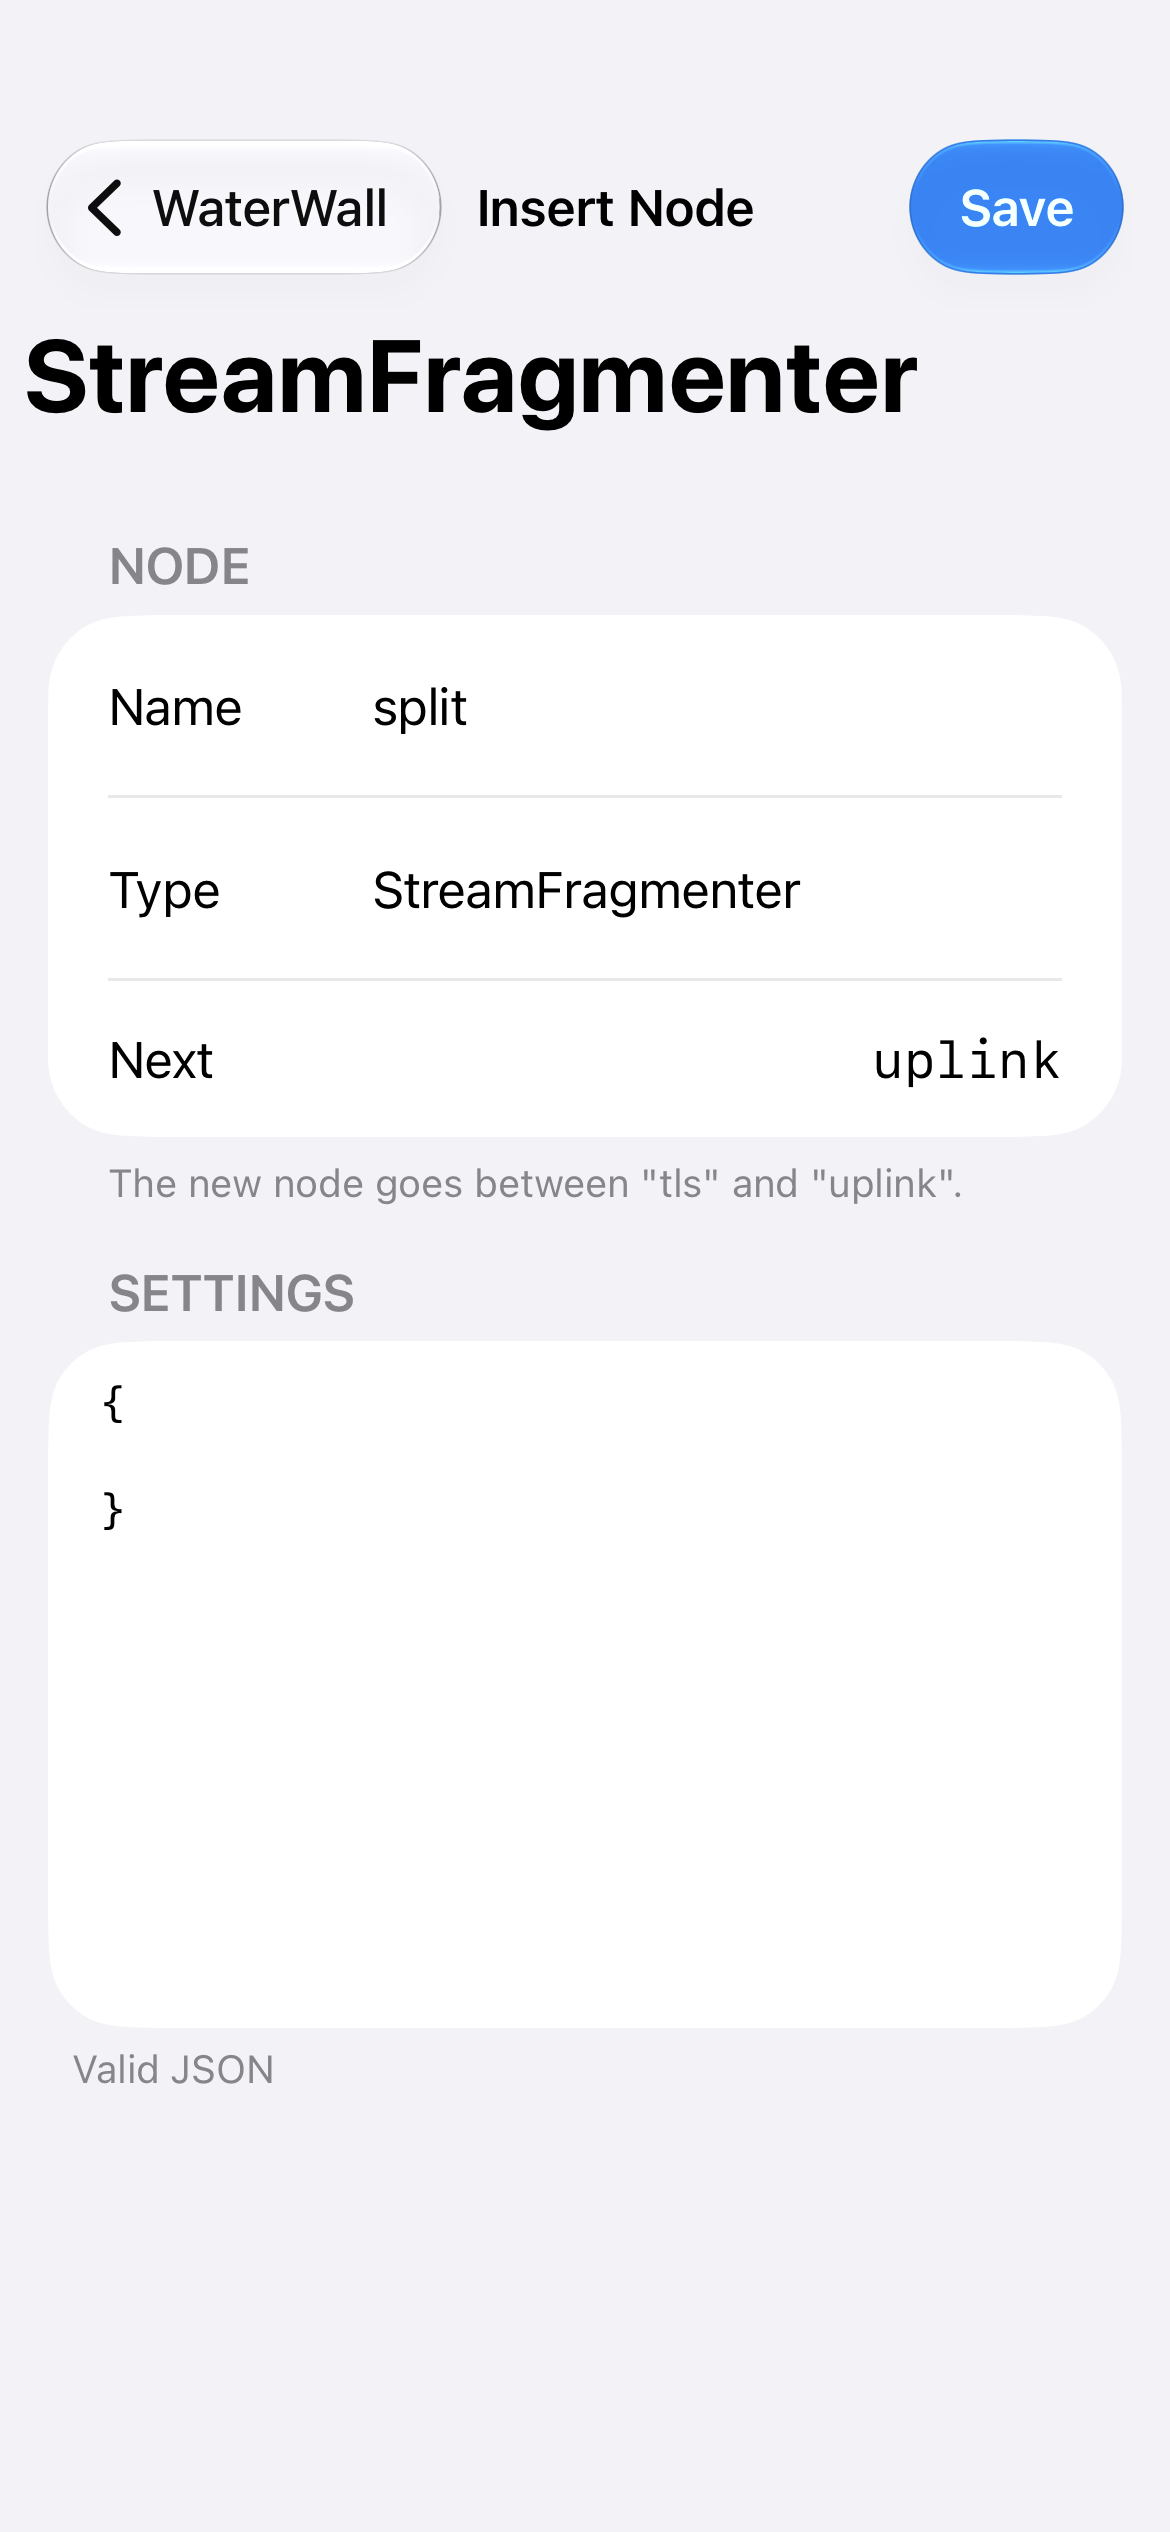 WaterWall
Insert Node
Save
StreamFragmenter
NODE
Name split
Type StreamFragmenter
Next uplink
The new node goes between "tls" and "uplink".
SETTINGS
{
}
Valid JSON